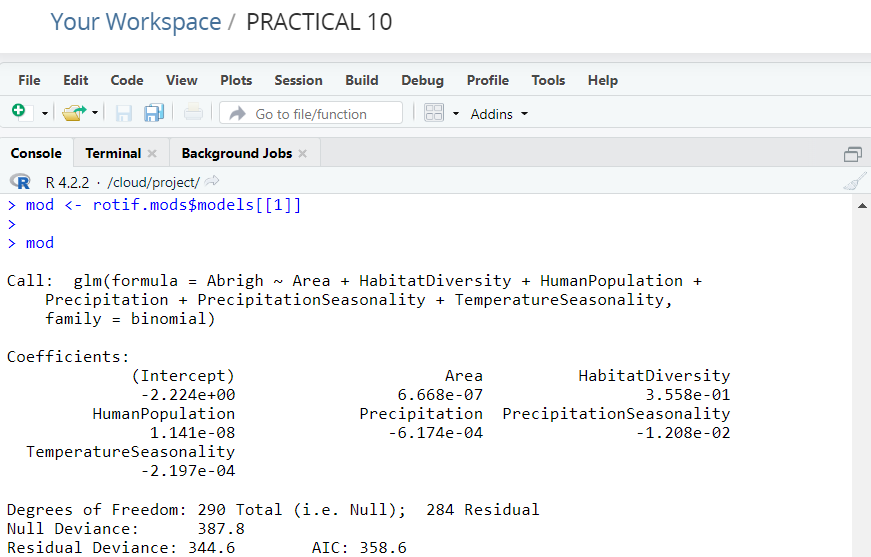 Your Workspace / PRACTICAL 10
File Edit Code View Plots Session Build Debug Profile Tools Help
Go to file/function Addins
Console Terminal Background Jobs
R R 4.2.2 · /cloud/project/
> mod <- rotif.mods$models[[1]]
>
> mod
Call:  glm(formula = Abrigh ~ Area + HabitatDiversity + HumanPopulation +
    Precipitation + PrecipitationSeasonality + TemperatureSeasonality,
    family = binomial)
Coefficients:
(Intercept) Area HabitatDiversity
-2.224e+00 6.668e-07 3.558e-01
HumanPopulation Precipitation PrecipitationSeasonality
1.141e-08 -6.174e-04 -1.208e-02
TemperatureSeasonality
-2.197e-04
Degrees of Freedom: 290 Total (i.e. Null);  284 Residual
Null Deviance:      387.8
Residual Deviance: 344.6        AIC: 358.6